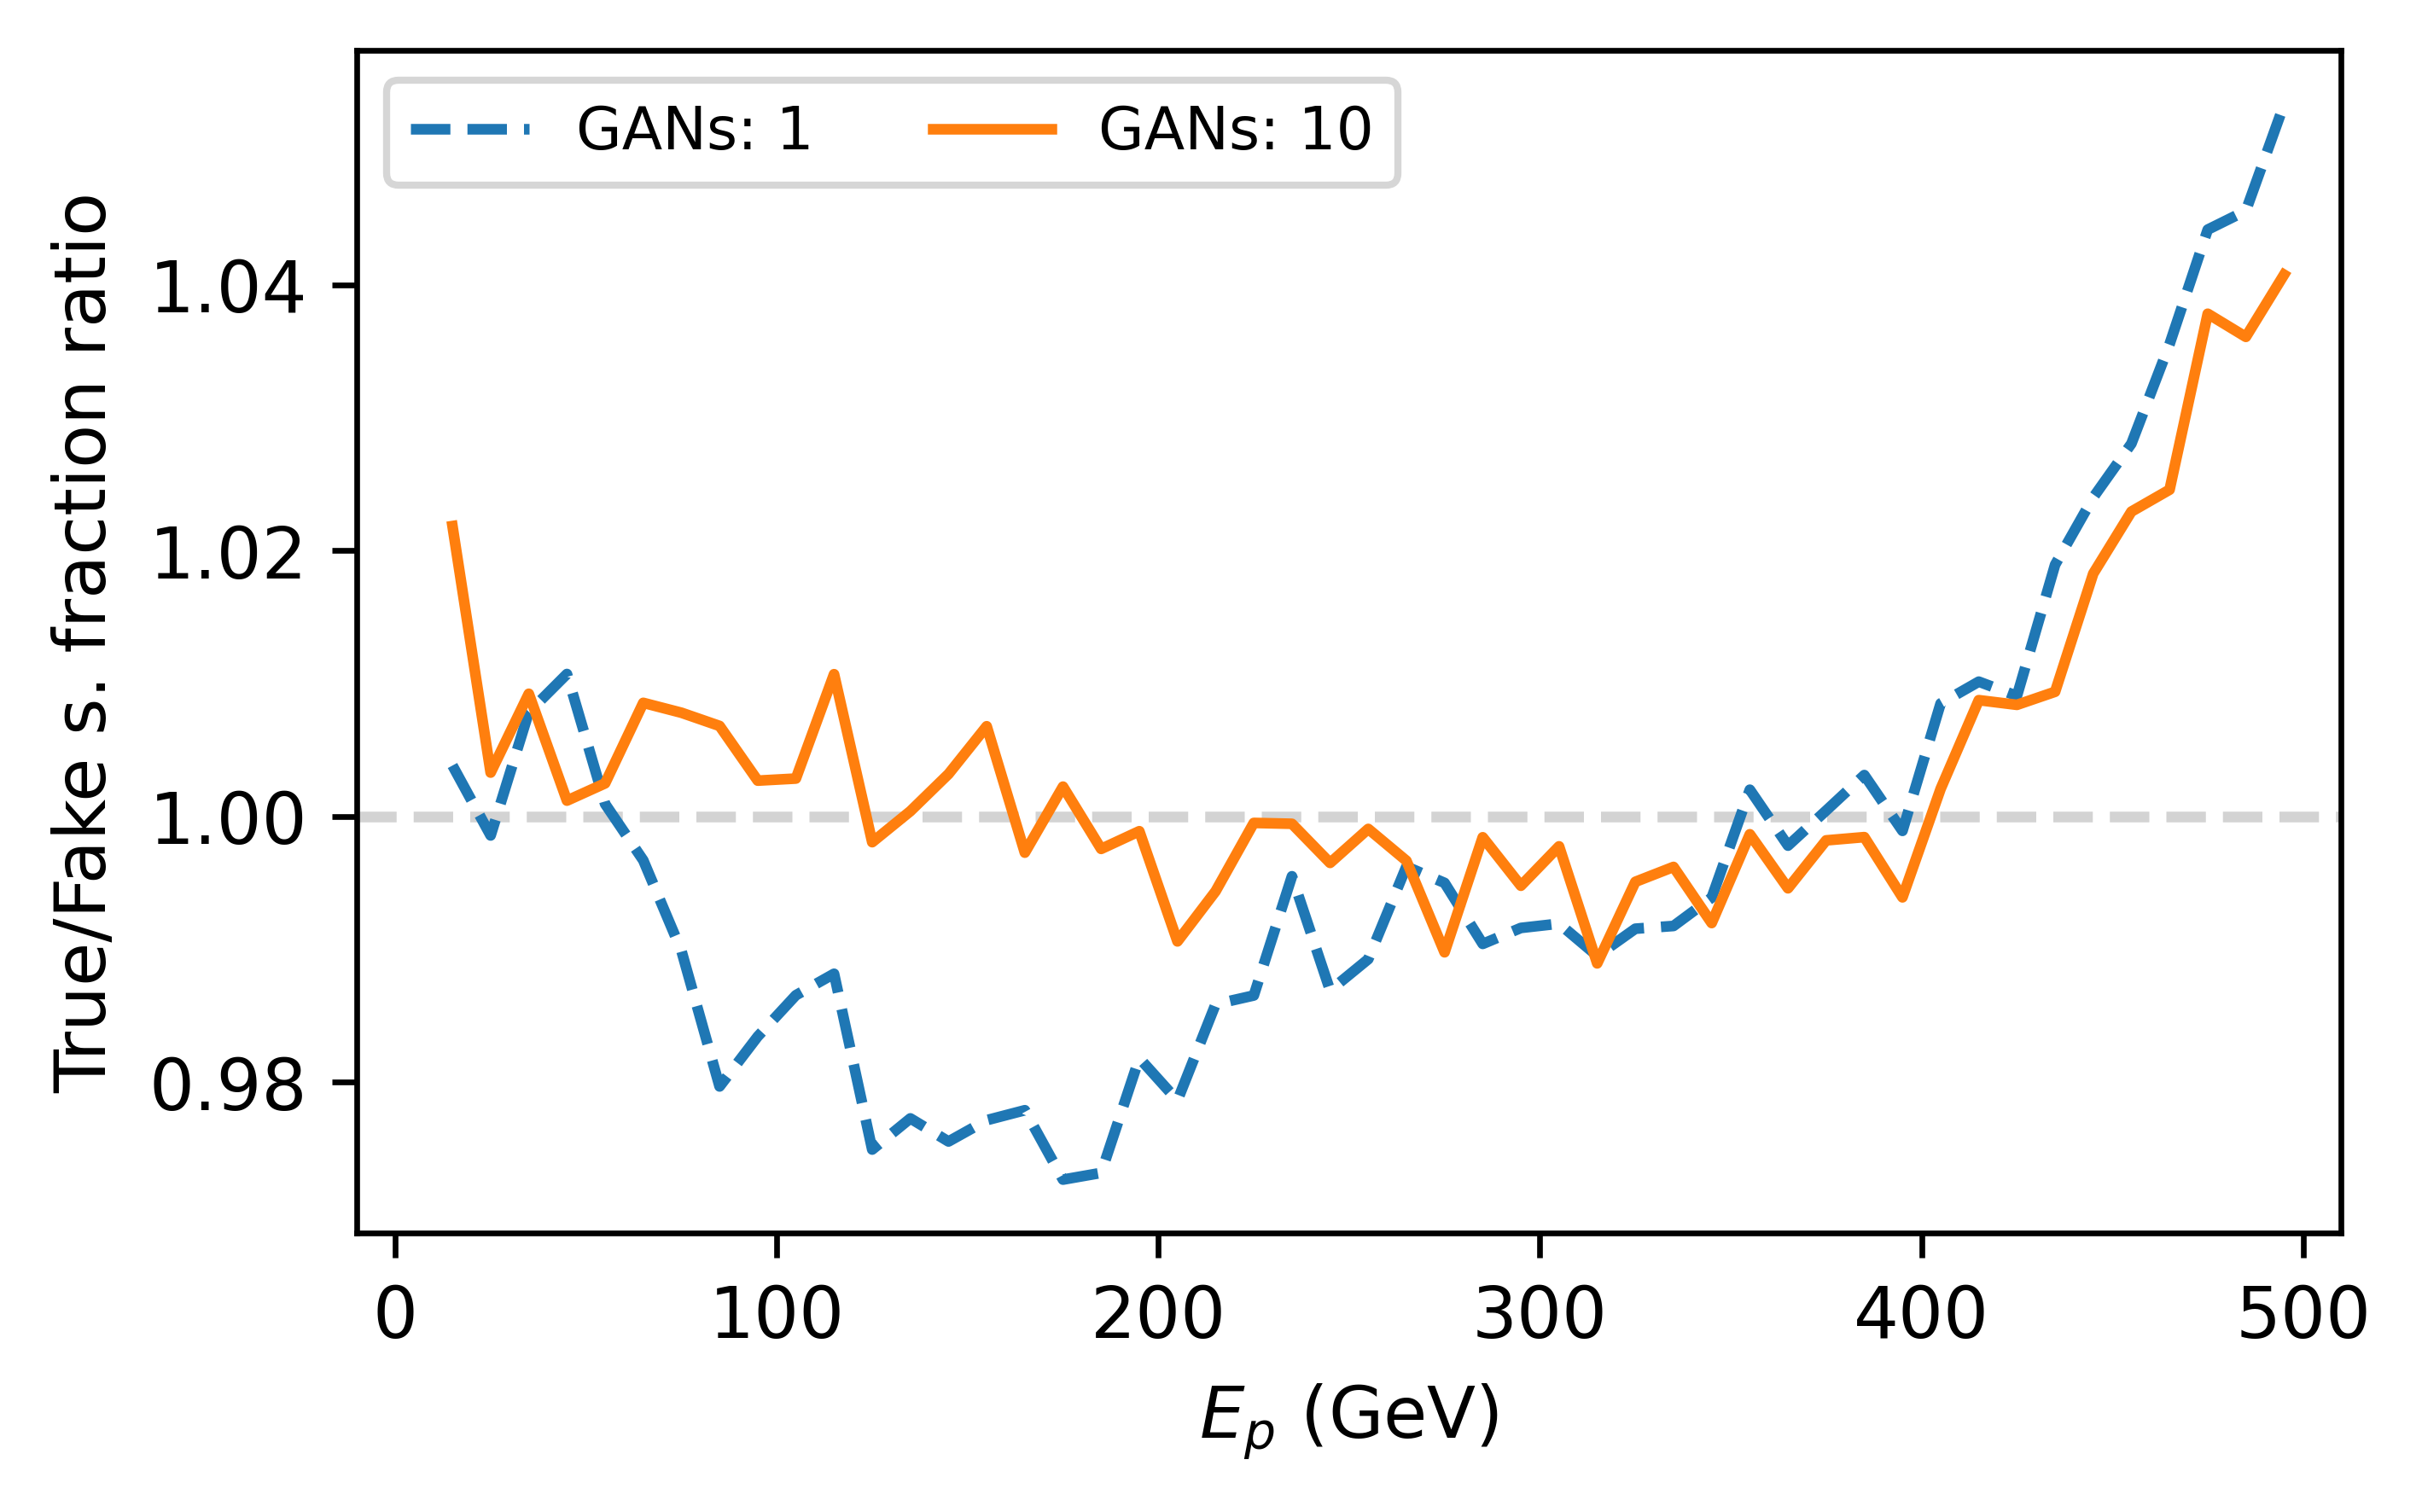 GANs: 1
GANs: 10
True/Fake s. fraction ratio
1.04
1.02
1.00
0.98
0 100 200 300 400 500
E_p (GeV)